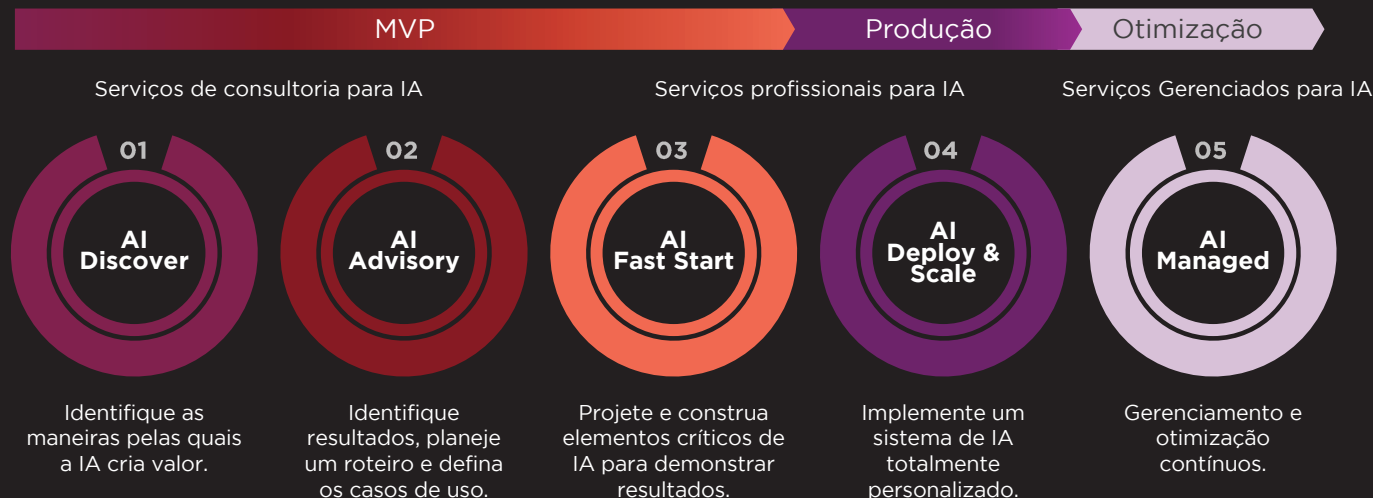 MVP
Produção
Otimização
Serviços de consultoria para IA
Serviços profissionais para IA
Serviços Gerenciados para IA
01
AI
Discover
Identifique as
maneiras pelas quais
a IA cria valor.
02
AI
Advisory
Identifique
resultados, planeje
um roteiro e defina
os casos de uso.
03
AI
Fast Start
Projete e construa
elementos críticos de
IA para demonstrar
resultados.
04
AI
Deploy &
Scale
Implemente um
sistema de IA
totalmente
personalizado.
05
AI
Managed
Gerenciamento e
otimização
contínuos.